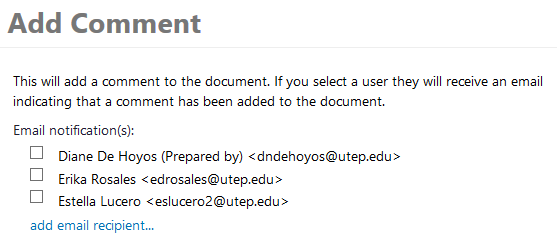 Add Comment
This will add a comment to the document. If you select a user they will receive an email
indicating that a comment has been added to the document.
Email notification(s):
Diane De Hoyos (Prepared by) <dndehoyos@utep.edu>
Erika Rosales <edrosales@utep.edu>
Estella Lucero <eslucero2@utep.edu>
add email recipient...